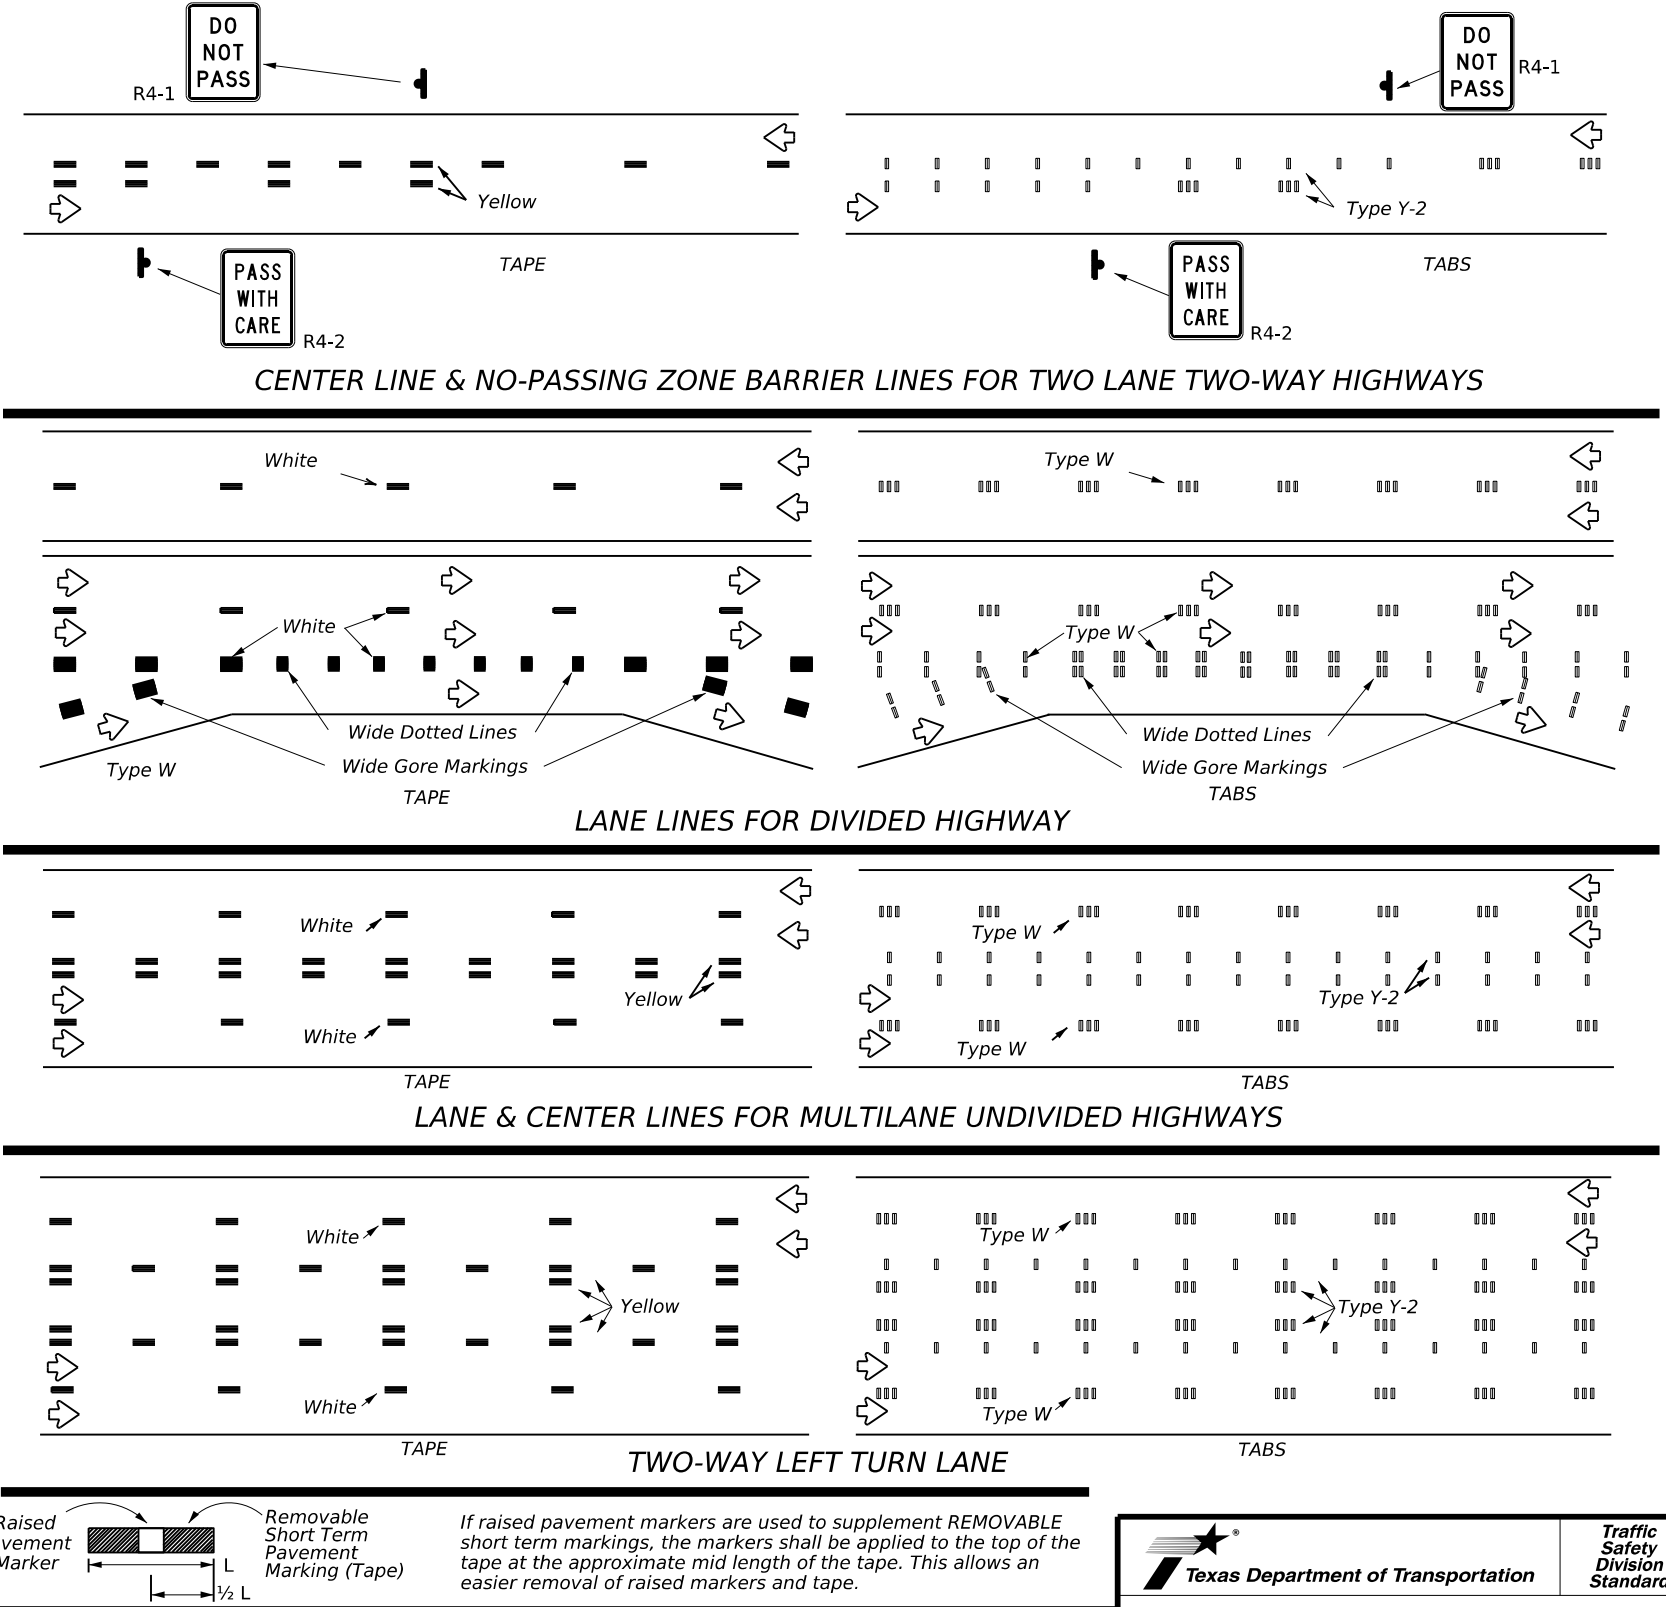 DO
NOT
PASS
R4-1
Yellow
PASS
WITH
CARE
R4-2
TAPE
DO
NOT
PASS
R4-1
Type Y-2
PASS
WITH
CARE
R4-2
TABS
CENTER LINE & NO-PASSING ZONE BARRIER LINES FOR TWO LANE TWO-WAY HIGHWAYS
White
White
Wide Dotted Lines
Wide Gore Markings
Type W
TAPE
Type W
Type W
Wide Dotted Lines
Wide Gore Markings
TABS
LANE LINES FOR DIVIDED HIGHWAY
White
Yellow
White
TAPE
Type W
Type Y-2
Type W
TABS
LANE & CENTER LINES FOR MULTILANE UNDIVIDED HIGHWAYS
White
Yellow
White
TAPE
Type W
Type Y-2
Type W
TABS
TWO-WAY LEFT TURN LANE
Raised
vement
Marker
L
½ L
Removable
Short Term
Pavement
Marking (Tape)
If raised pavement markers are used to supplement REMOVABLE
short term markings, the markers shall be applied to the top of the
tape at the approximate mid length of the tape. This allows an
easier removal of raised markers and tape.
®
Texas Department of Transportation
Traffic
Safety
Division
Standard